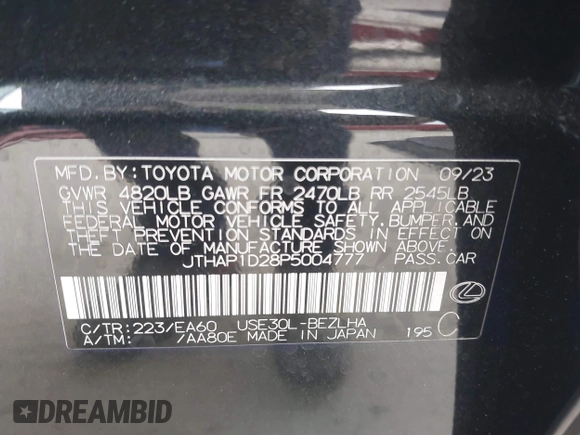 MFD.BY:TOYOTA MOTOR CORPORATION 09/23
GVWR 4820LB GAWR FR 2470LB RR 2545LB
THIS VEHICLE CONFORMS TO ALL APPLICABLE
FEDERAL MOTOR VEHICLE SAFETY, BUMPER, AND
THEFT PREVENTION STANDARDS IN EFFECT ON
THE DATE OF MANUFACTURE SHOWN ABOVE.
JTHAP1D28P5004777 PASS.CAR
C/TR:223/EA60 USE30L-BEZLHA
A/TM: /AA80E MADE IN JAPAN 195 C
DREAMBID